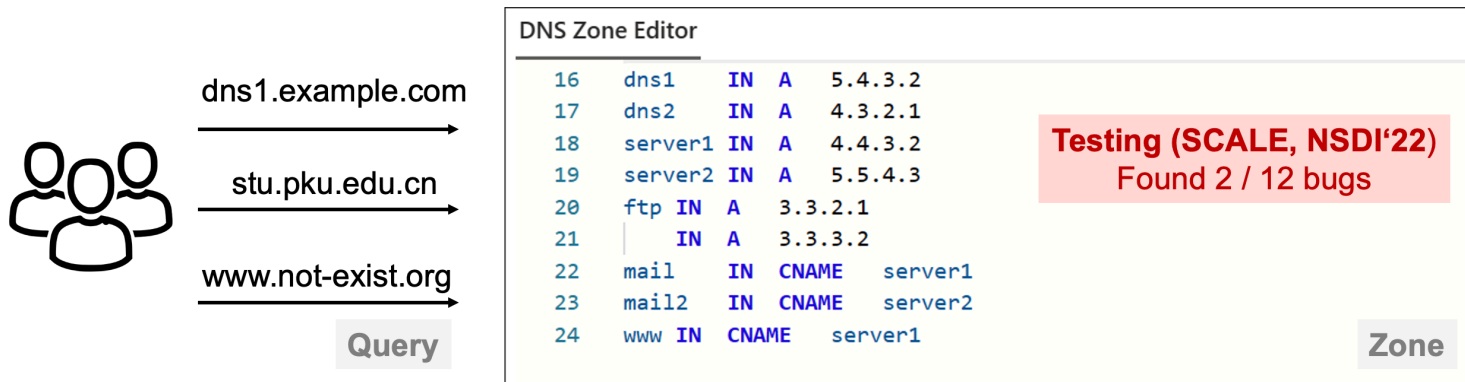 dns1.example.com
stu.pku.edu.cn
www.not-exist.org
Query
DNS Zone Editor
16 dns1 IN A 5.4.3.2
17 dns2 IN A 4.3.2.1
18 server1 IN A 4.4.3.2
19 server2 IN A 5.5.4.3
20 ftp IN A 3.3.2.1
21 IN A 3.3.3.2
22 mail IN CNAME server1
23 mail2 IN CNAME server2
24 www IN CNAME server1
Testing (SCALE, NSDI‘22)
Found 2 / 12 bugs
Zone